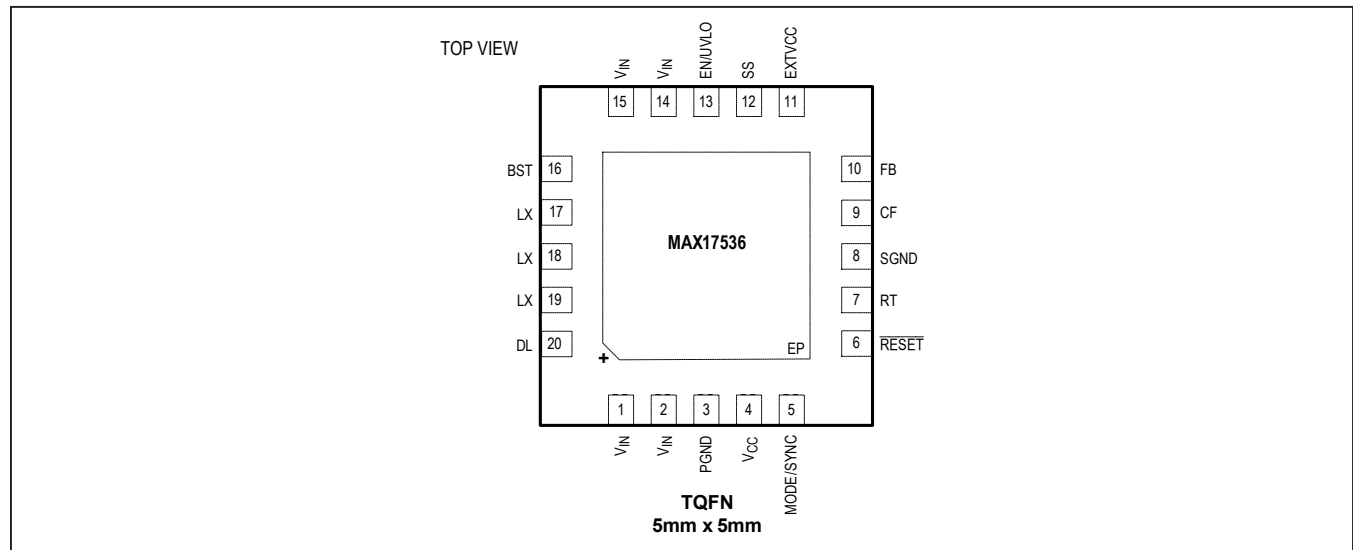 TOP VIEW
VIN
VIN
EN/UVLO
SS
EXTVCC
15
14
13
12
11
BST 16
10 FB
LX 17
9 CF
MAX17536
LX 18
8 SGND
LX 19
7 RT
DL 20
6 RESET
+
EP
1
2
3
4
5
VIN
VIN
PGND
VCC
MODE/SYNC
TQFN
5mm x 5mm